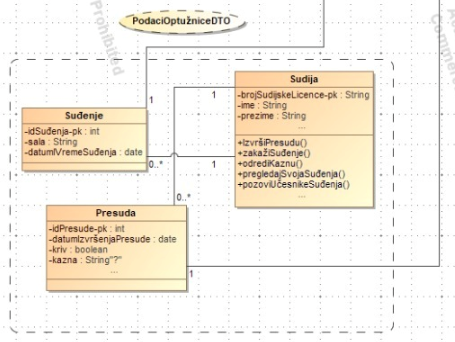 Prohibited
PodaciOptužniceDTO
1
Suđenje
-idSuđenja-pk : int
-sala : String
-datumIVremeSuđenja : date
0..*
1
1
Sudija
-brojSudijskeLicence-pk : String
-ime : String
-prezime : String
...
+IzvršiPresudu()
+zakažiSuđenje()
+odrediKaznu()
+pregledajSvojaSuđenja()
+pozoviUčesnikeSuđenja()
...
0..*
Presuda
-idPresude-pk : int
-datumIzvršenjaPresude : date
-kriv : boolean
-kazna : String"?"
...
1